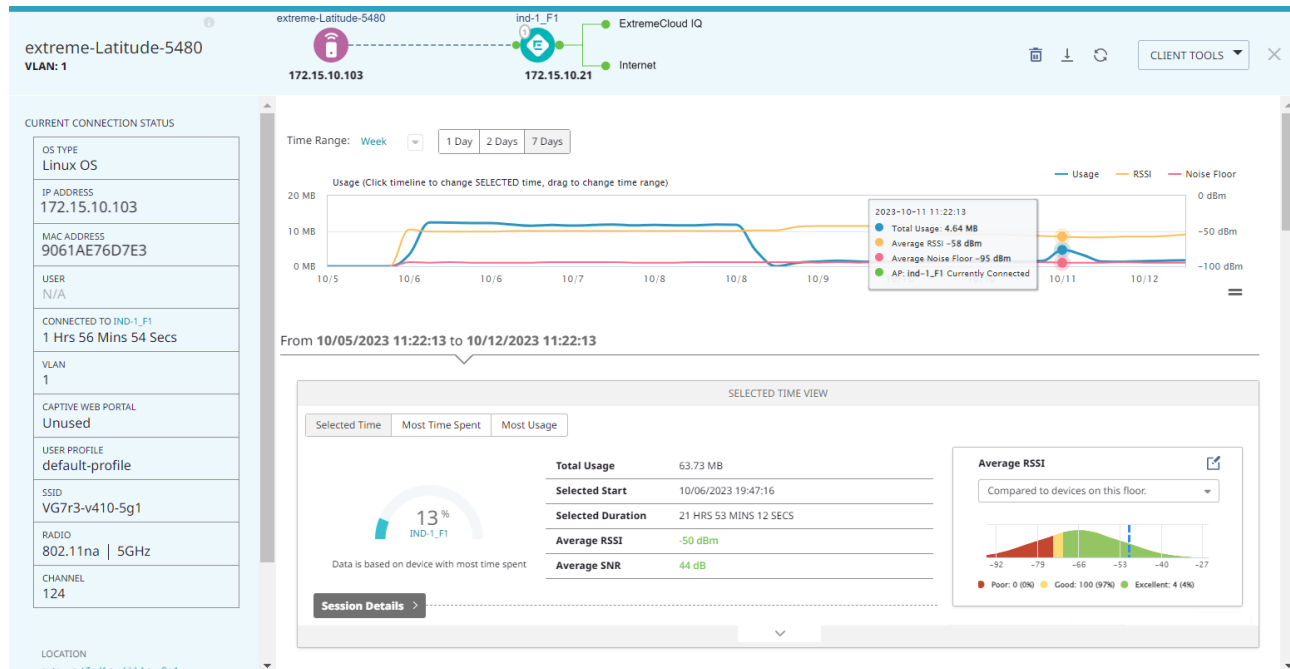 extreme-Latitude-5480
VLAN: 1
extreme-Latitude-5480
172.15.10.103
ind-1_F1
1
172.15.10.21
ExtremeCloud IQ
Internet
CLIENT TOOLS
CURRENT CONNECTION STATUS
OS TYPE
Linux OS
IP ADDRESS
172.15.10.103
MAC ADDRESS
9061AE76D7E3
USER
N/A
CONNECTED TO IND-1_F1
1 Hrs 56 Mins 54 Secs
VLAN
1
CAPTIVE WEB PORTAL
Unused
USER PROFILE
default-profile
SSID
VG7r3-v410-5g1
RADIO
802.11na | 5GHz
CHANNEL
124
LOCATION
Time Range: Week
1 Day 2 Days 7 Days
Usage (Click timeline to change SELECTED time, drag to change time range)
Usage RSSI Noise Floor
20 MB
10 MB
0 MB
0 dBm
-50 dBm
-100 dBm
2023-10-11 11:22:13
Total Usage: 4.64 MB
Average RSSI -58 dBm
Average Noise Floor -95 dBm
AP: ind-1_F1 Currently Connected
10/5 10/6 10/6 10/7 10/8 10/8 10/9 10/10 10/10 10/11 10/12
From 10/05/2023 11:22:13 to 10/12/2023 11:22:13
SELECTED TIME VIEW
Selected Time Most Time Spent Most Usage
13 %
IND-1_F1
Data is based on device with most time spent
Total Usage 63.73 MB
Selected Start 10/06/2023 19:47:16
Selected Duration 21 HRS 53 MINS 12 SECS
Average RSSI -50 dBm
Average SNR 44 dB
Session Details >
Average RSSI
Compared to devices on this floor.
-92 -79 -66 -53 -40 -27
Poor: 0 (0%) Good: 100 (97%) Excellent: 4 (4%)